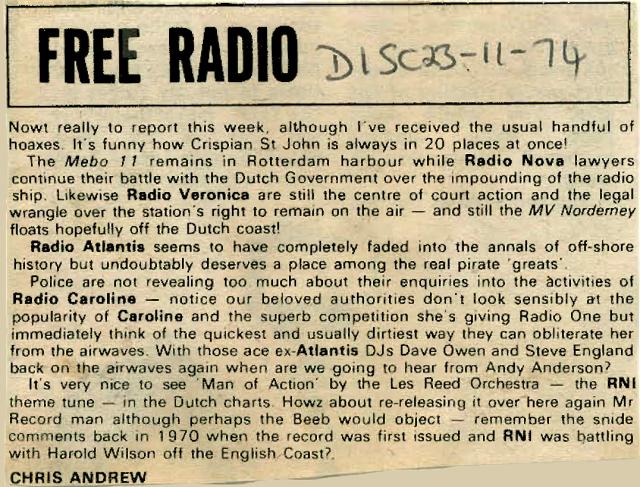 FREE RADIO DISC 23-11-74
Nowt really to report this week, although I've received the usual handful of
hoaxes. It's funny how Crispian St John is always in 20 places at once!
The Mebo 11 remains in Rotterdam harbour while Radio Nova lawyers
continue their battle with the Dutch Government over the impounding of the radio
ship. Likewise Radio Veronica are still the centre of court action and the legal
wrangle over the station's right to remain on the air — and still the MV Norderney
floats hopefully off the Dutch coast!
Radio Atlantis seems to have completely faded into the annals of off-shore
history but undoubtably deserves a place among the real pirate 'greats'.
Police are not revealing too much about their enquiries into the activities of
Radio Caroline — notice our beloved authorities don't look sensibly at the
popularity of Caroline and the superb competition she's giving Radio One but
immediately think of the quickest and usually dirtiest way they can obliterate her
from the airwaves. With those ace ex-Atlantis DJs Dave Owen and Steve England
back on the airwaves again when are we going to hear from Andy Anderson?
It's very nice to see 'Man of Action' by the Les Reed Orchestra — the RNI
theme tune — in the Dutch charts. Howz about re-releasing it over here again Mr
Record man although perhaps the Beeb would object — remember the snide
comments back in 1970 when the record was first issued and RNI was battling
with Harold Wilson off the English Coast?.
CHRIS ANDREW